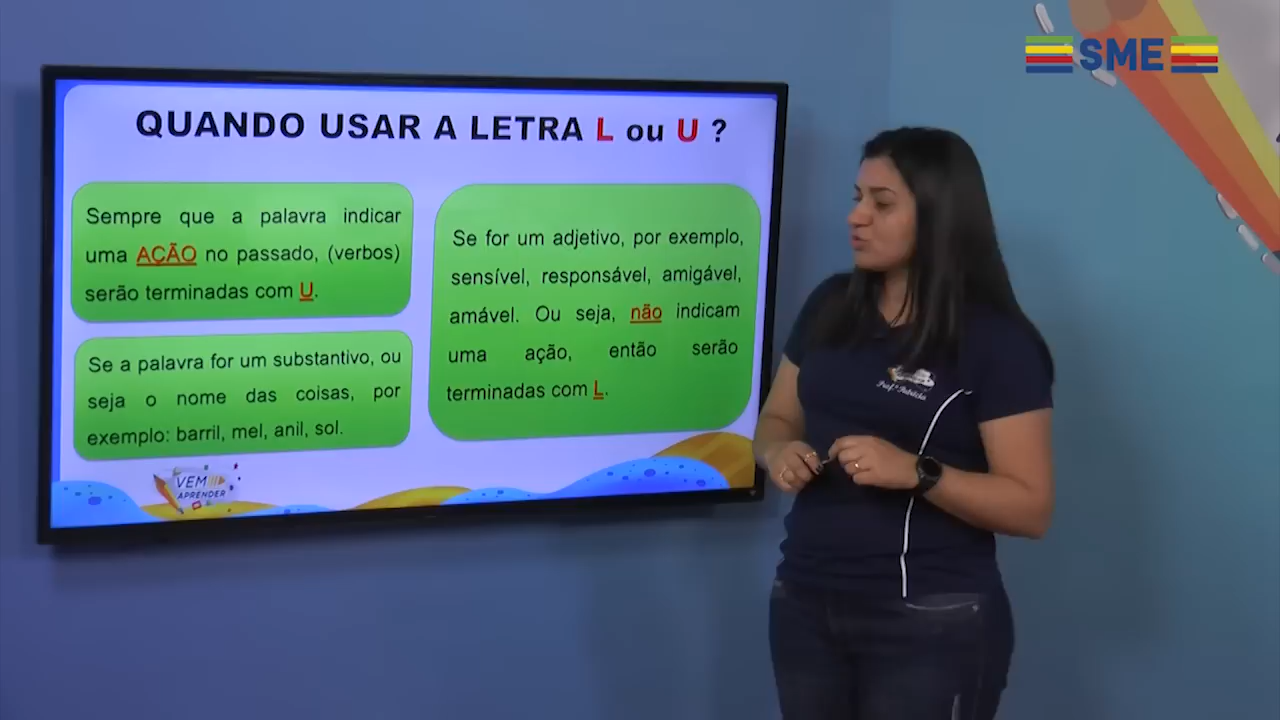 SME
QUANDO USAR A LETRA L ou U ?
Sempre que a palavra indicar
uma AÇÃO no passado, (verbos)
serão terminadas com U.
Se a palavra for um substantivo, ou
seja o nome das coisas, por
exemplo: barril, mel, anil, sol.
Se for um adjetivo, por exemplo,
sensível, responsável, amigável,
amável. Ou seja, não indicam
uma ação, então serão
terminadas com L.
VEM
APRENDER